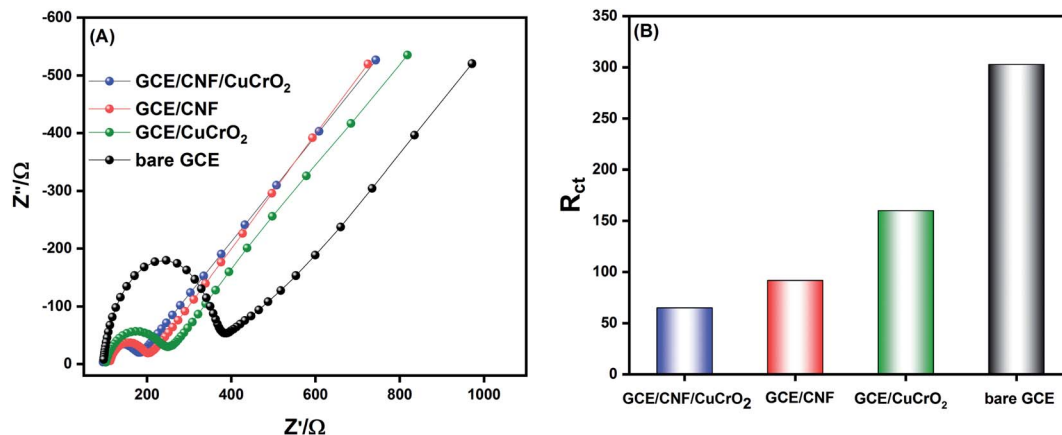 (A)
-600
-500
-400
-300
-200
-100
0
Z''/Ω
GCE/CNF/CuCrO₂
GCE/CNF
GCE/CuCrO₂
bare GCE
200 400 600 800 1000
Z'/Ω
(B)
350
300
250
200
150
100
50
0
Rct
GCE/CNF/CuCrO₂ GCE/CNF GCE/CuCrO₂ bare GCE